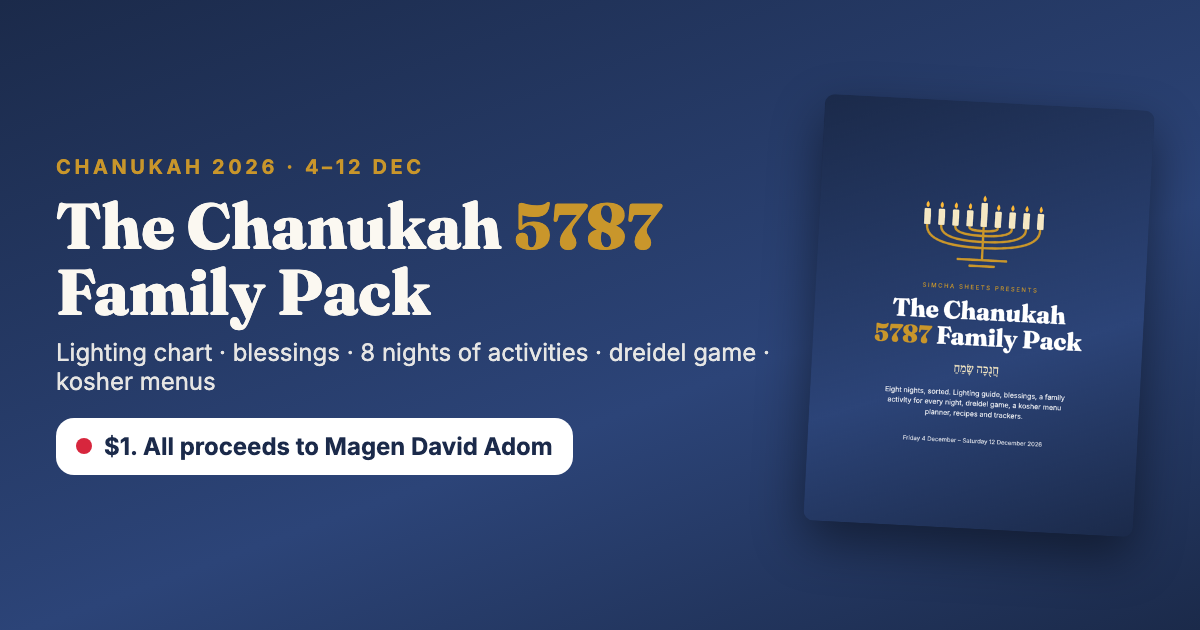 CHANUKAH 2026 · 4–12 DEC
The Chanukah 5787
Family Pack
Lighting chart · blessings · 8 nights of activities · dreidel game ·
kosher menus
$1. All proceeds to Magen David Adom
SIMCHA SHEETS PRESENTS
The Chanukah
5787 Family Pack
חֲנֻכָּה שָׂמֵחַ
Eight nights, sorted. Lighting guide, blessings, a family
activity for every night, dreidel game, a kosher menu
planner, recipes and trackers.
Friday 4 December – Saturday 12 December 2026